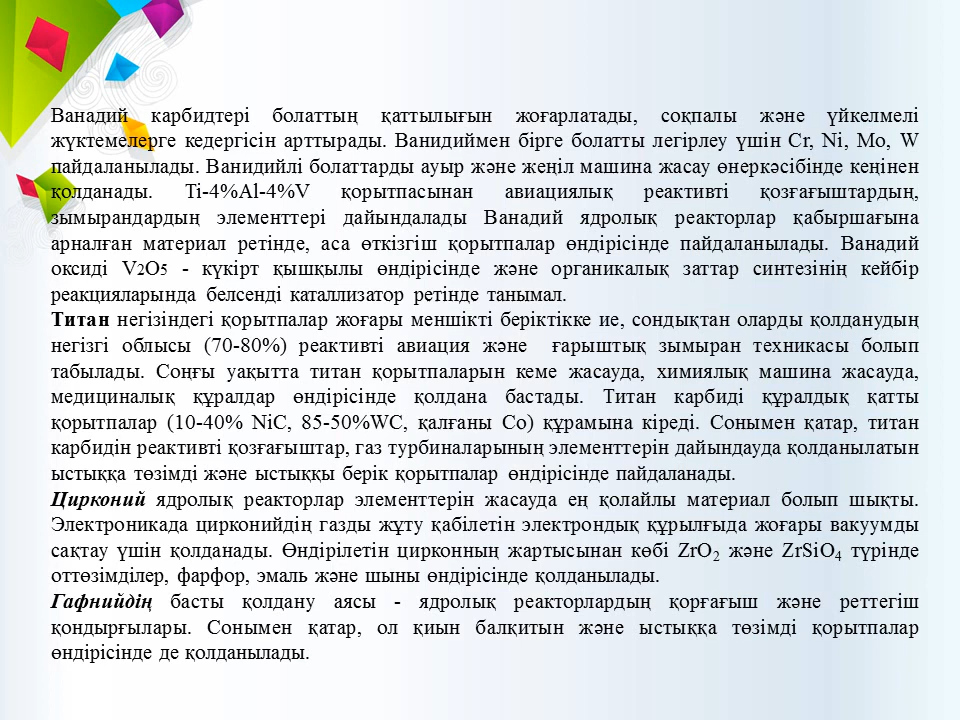 Ванадий карбидтері болаттың қаттылығын жоғарлатады, соқпалы және үйкелмелі
жүктемелерге кедергісін арттырады. Ванидиймен бірге болатты легірлеу үшін Cr, Ni, Mo, W
пайдаланылады. Ванидийлі болаттарды ауыр және жеңіл машина жасау өнеркәсібінде кеңінен
қолданады. Ti-4%Al-4%V қорытпасынан авиациялық реактивті қозғағыштардың,
зымырандардың элементтері дайындалады Ванадий ядролық реакторлар қабыршағына
арналған материал ретінде, аса өткізгіш қорытпалар өндірісінде пайдаланылады. Ванадий
оксиді V2O5 - күкірт қышқылы өндірісінде және органикалық заттар синтезінің кейбір
реакцияларында белсенді каталлизатор ретінде танымал.
Титан негізіндегі қорытпалар жоғары меншікті беріктікке ие, сондықтан оларды қолданудың
негізгі облысы (70-80%) реактивті авиация және ғарыштық зымыран техникасы болып
табылады. Соңғы уақытта титан қорытпаларын кеме жасауда, химиялық машина жасауда,
медициналық құралдар өндірісінде қолдана бастады. Титан карбиді құралдық қатты
қорытпалар (10-40% NiC, 85-50%WC, қалғаны Co) құрамына кіреді. Сонымен қатар, титан
карбидін реактивті қозғағыштар, газ турбиналарының элементтерін дайындауда қолданылатын
ыстыққа төзімді және ыстыққы берік қорытпалар өндірісінде пайдаланады.
Цирконий ядролық реакторлар элементтерін жасауда ең қолайлы материал болып шықты.
Электроникада цирконийдің газды жұту қабілетін электрондық құрылғыда жоғары вакуумды
сақтау үшін қолданады. Өндірілетін цирконның жартысынан көбі ZrO₂ және ZrSiO₄ түрінде
оттөзімділер, фарфор, эмаль және шыны өндірісінде қолданылады.
Гафнийдің басты қолдану аясы - ядролық реакторлардың қорғағыш және реттегіш
қондырғылары. Сонымен қатар, ол қиын балқитын және ыстыққа төзімді қорытпалар
өндірісінде де қолданылады.